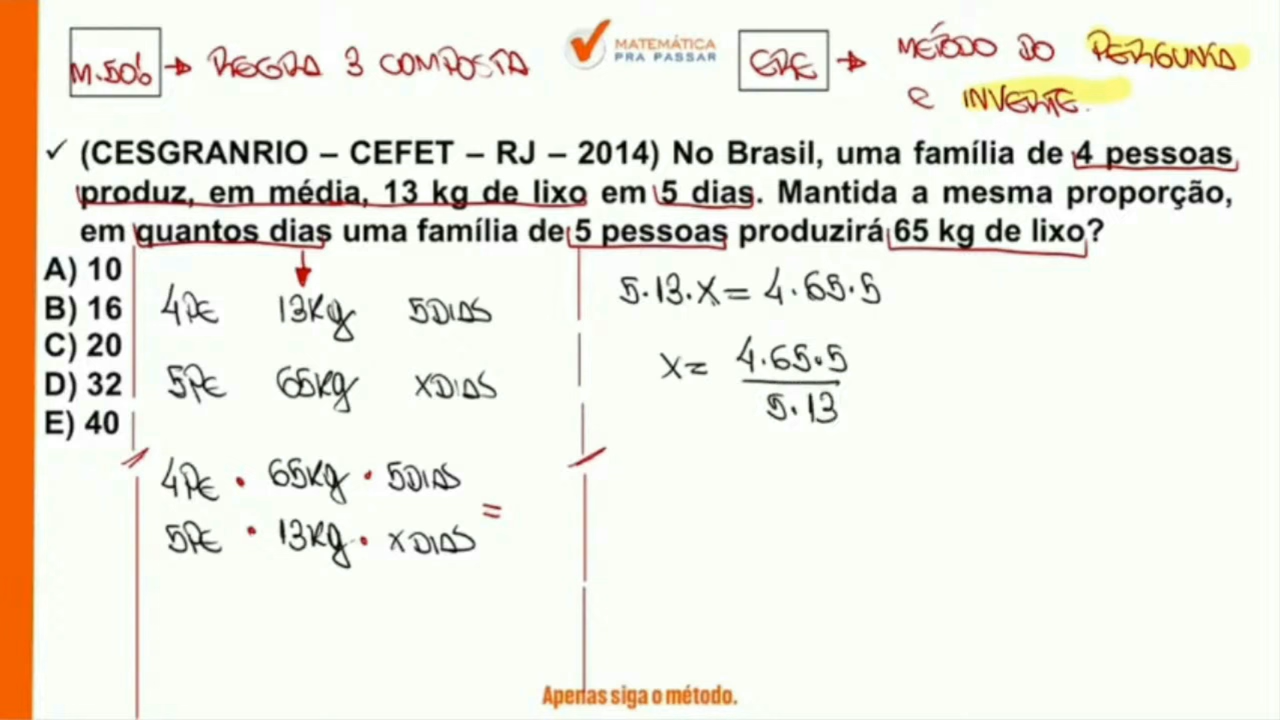 M.50% → REGRA 3 COMPOSTA
MATEMÁTICA
PRA PASSAR
→ MÉTODO DO PERGUNTA
e INVERTE.
✓ (CESGRANRIO – CEFET – RJ – 2014) No Brasil, uma família de 4 pessoas
produz, em média, 13 kg de lixo em 5 dias. Mantida a mesma proporção,
em quantos dias uma família de 5 pessoas produzirá 65 kg de lixo?
A) 10
B) 16
C) 20
D) 32
E) 40
4PE 13Kg 5DIAS
5PE 65Kg XDIAS
4PE · 65Kg · 5DIAS
=
5PE · 13Kg · XDIAS
5·13·X = 4·65·5
X = 4·65·5
5·13
Apenas siga o método.